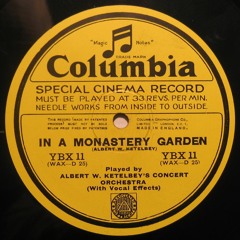 "Magic Notes"
TRADE MARK
Columbia
SPECIAL CINEMA RECORD
MUST BE PLAYED AT 33 REVS. PER MIN.
NEEDLE WORKS FROM INSIDE TO OUTSIDE.
MADE IN ENGLAND.
IN A MONASTERY GARDEN
(ALBERT W. KETELBEY)
YBX 11
(WAX—D 25)
YBX 11
(WAX—D 25)
Played by
ALBERT W. KETELBEY'S CONCERT
ORCHESTRA
(With Vocal Effects)